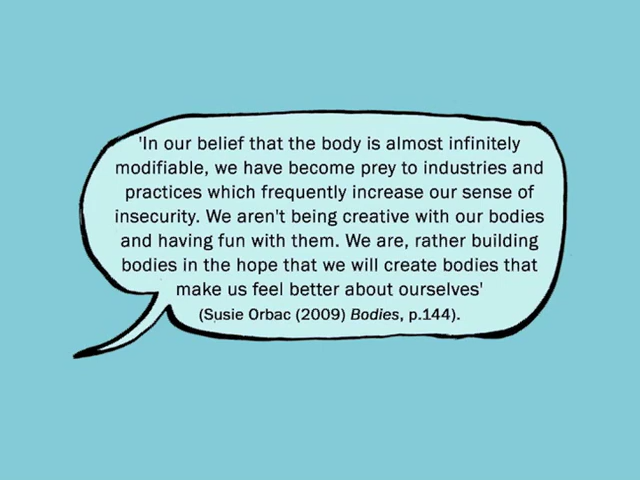 'In our belief that the body is almost infinitely
modifiable, we have become prey to industries and
practices which frequently increase our sense of
insecurity. We aren't being creative with our bodies
and having fun with them. We are, rather building
bodies in the hope that we will create bodies that
make us feel better about ourselves'
(Susie Orbac (2009) Bodies, p.144).